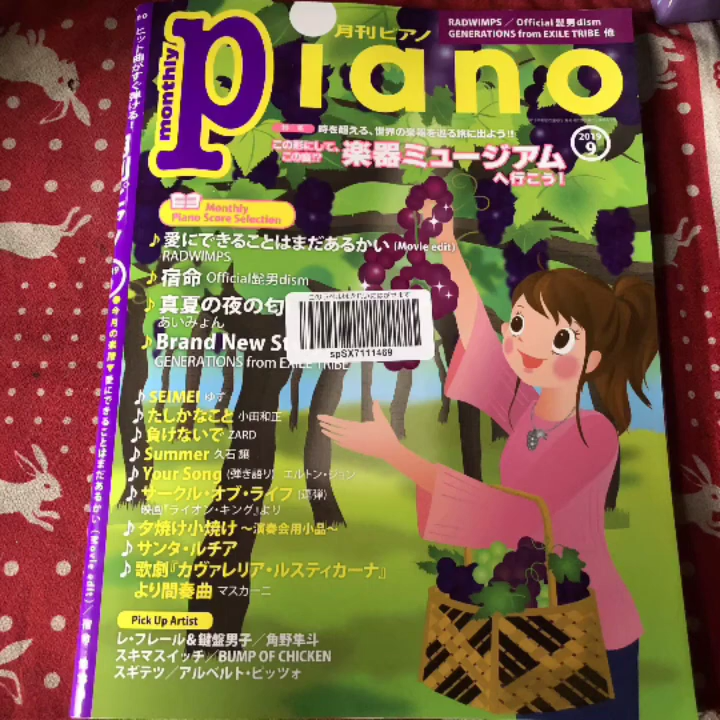 monthly
Piano
月刊ピアノ
RADWIMPS／Official髭男dism
GENERATIONS from EXILE TRIBE 他
特集 時を超える、世界の楽器を巡る旅に出よう!!
この形にして、
この音!?
楽器ミュージアム
へ行こう！
2019
9
ヒット曲がすぐ弾ける！
Monthly
Piano Score Selection
♪愛にできることはまだあるかい (Movie edit)
RADWIMPS
♪宿命 Official髭男dism
♪真夏の夜の匂
あいみょん
♪Brand New St
GENERATIONS from EXILE TRIBE
spSX7111469
♪SEIMEI ゆず
♪たしかなこと 小田和正
♪負けないで ZARD
♪Summer 久石 譲
♪Your Song (弾き語り) エルトン・ジョン
♪サークル・オブ・ライフ (連弾)
映画『ライオン・キング』より
♪夕焼け小焼け ～演奏会用小品～
♪サンタ・ルチア
♪歌劇『カヴァレリア・ルスティカーナ』
より間奏曲 マスカーニ
Pick Up Artist
レ・フレール＆鍵盤男子／角野隼斗
スキマスイッチ／BUMP OF CHICKEN
スギテツ／アルベルト・ピッツォ